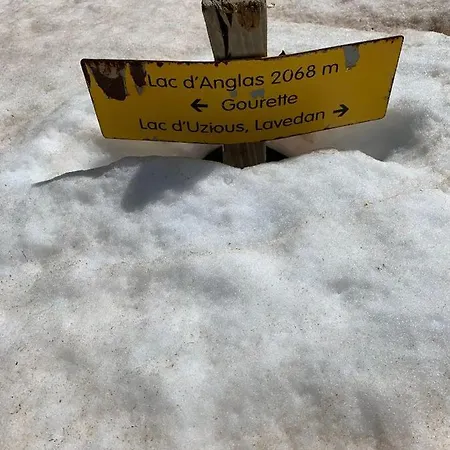 Lac d'Anglas 2068 m
← Gourette
Lac d'Uzious, Lavedan →